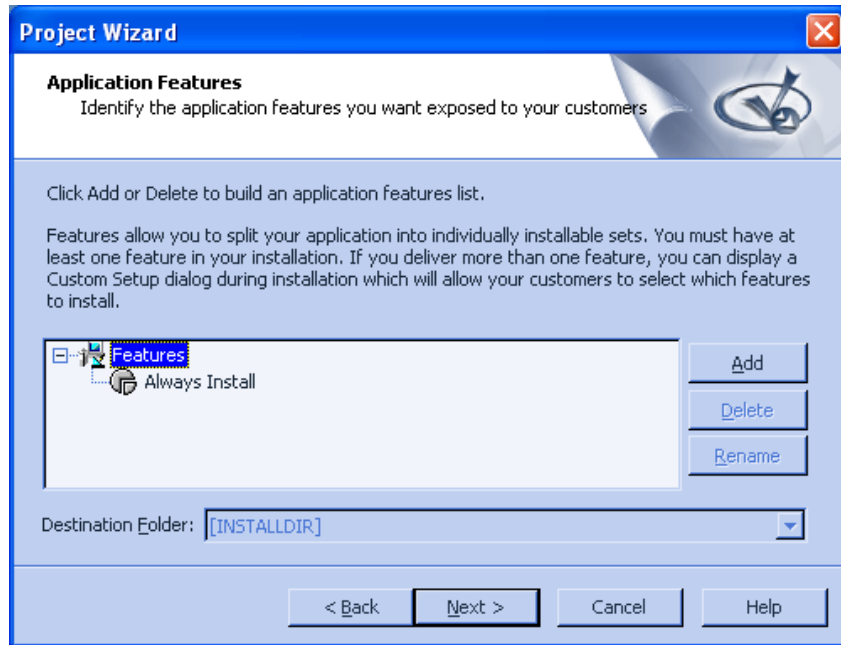 Project Wizard
Application Features
Identify the application features you want exposed to your customers
Click Add or Delete to build an application features list.
Features allow you to split your application into individually installable sets. You must have at
least one feature in your installation. If you deliver more than one feature, you can display a
Custom Setup dialog during installation which will allow your customers to select which features
to install.
Features
Always Install
Add
Delete
Rename
Destination Folder: [INSTALLDIR]
< Back Next > Cancel Help